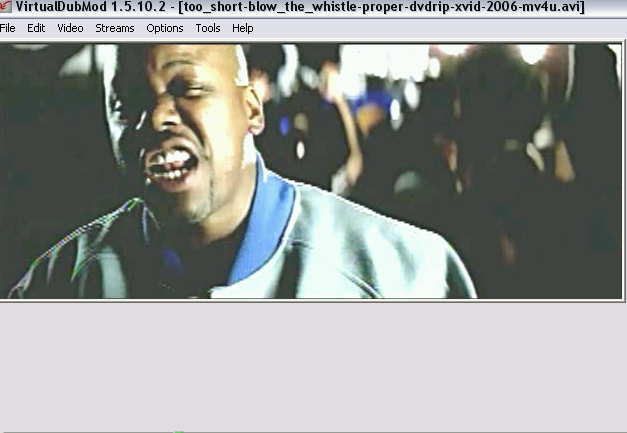 VirtualDubMod 1.5.10.2 - [too_short-blow_the_whistle-proper-dvdrip-xvid-2006-mv4u.avi]
File Edit Video Streams Options Tools Help